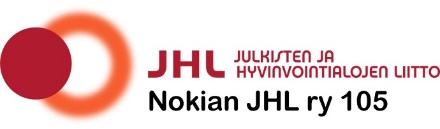 JHL JULKISTEN JA
HYVINVOINTIALOJEN LIITTO
Nokian JHL ry 105